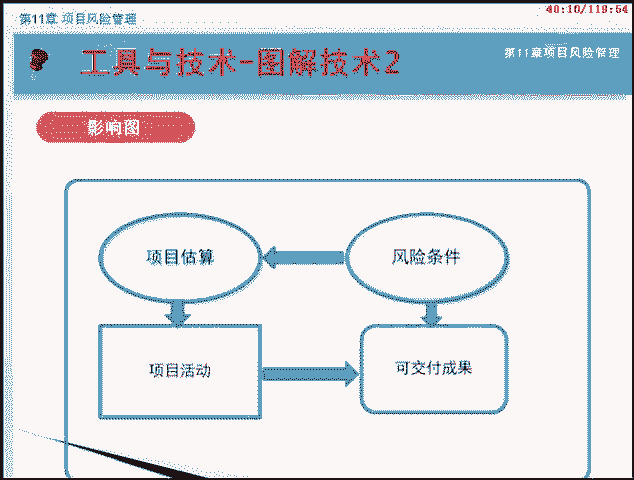 第11章 项目风险管理
40:10/119:54
工具与技术-图解技术2
第11章项目风险管理
影响图
项目估算
风险条件
项目活动
可交付成果